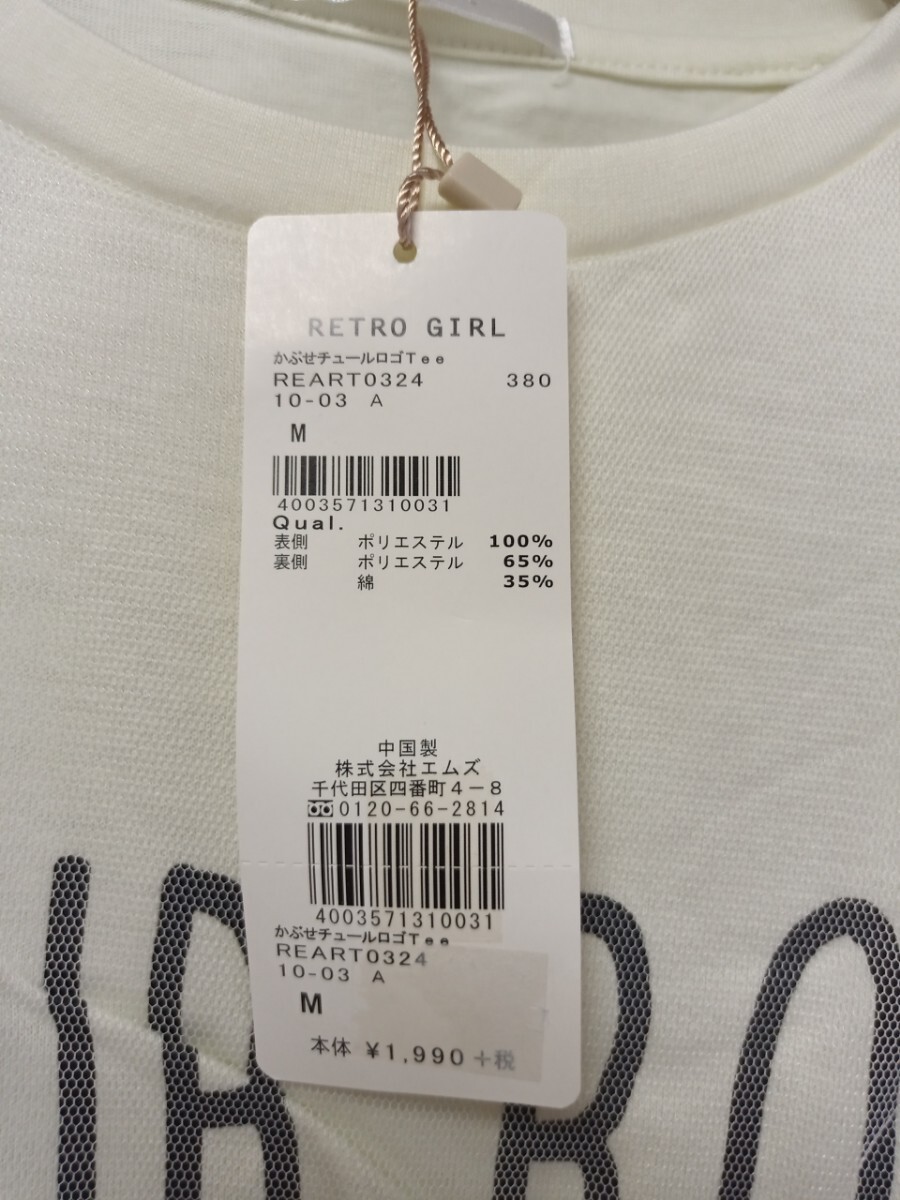 RETRO GIRL
かぶせチュールロゴTee
REART0324 380
10-03 A
M
4003571310031
Qual.
表側 ポリエステル 100%
裏側 ポリエステル 65%
綿 35%
中国製
株式会社エムズ
千代田区四番町4-8
0120-66-2814
4003571310031
かぶせチュールロゴTee
REART0324
10-03 A
M
本体 ¥1,990+税